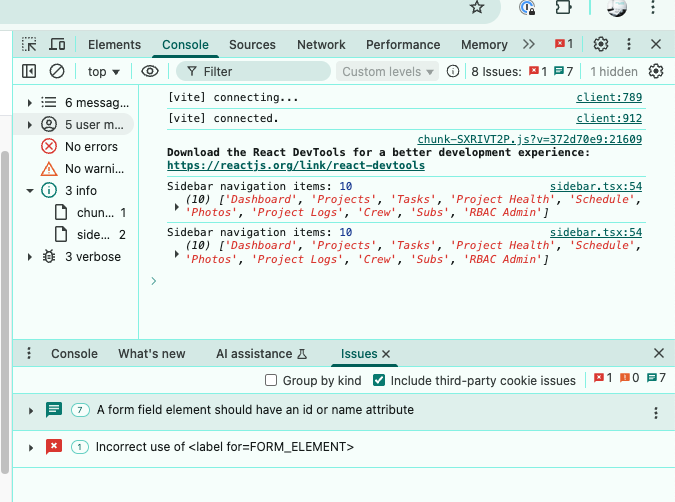 Elements Console Sources Network Performance Memory 1
top Filter Custom levels 8 Issues: 1 7 1 hidden
6 messag...
5 user m...
No errors
No warni...
3 info
chun... 1
side... 2
3 verbose
[vite] connecting... client:789
[vite] connected. client:912
chunk-SXRIVT2P.js?v=372d70e9:21609
Download the React DevTools for a better development experience:
https://reactjs.org/link/react-devtools
Sidebar navigation items: 10 sidebar.tsx:54
(10) ['Dashboard', 'Projects', 'Tasks', 'Project Health', 'Schedule',
'Photos', 'Project Logs', 'Crew', 'Subs', 'RBAC Admin']
Sidebar navigation items: 10 sidebar.tsx:54
(10) ['Dashboard', 'Projects', 'Tasks', 'Project Health', 'Schedule',
'Photos', 'Project Logs', 'Crew', 'Subs', 'RBAC Admin']
Console What's new AI assistance Issues
Group by kind Include third-party cookie issues 1 0 7
7 A form field element should have an id or name attribute
1 Incorrect use of <label for=FORM_ELEMENT>